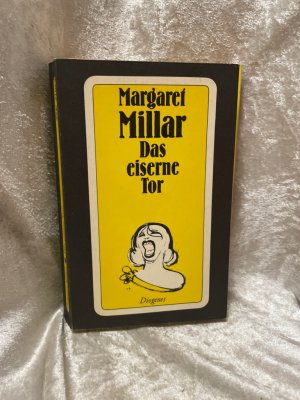 Margaret
Millar
Das
eiserne
Tor
Diogenes